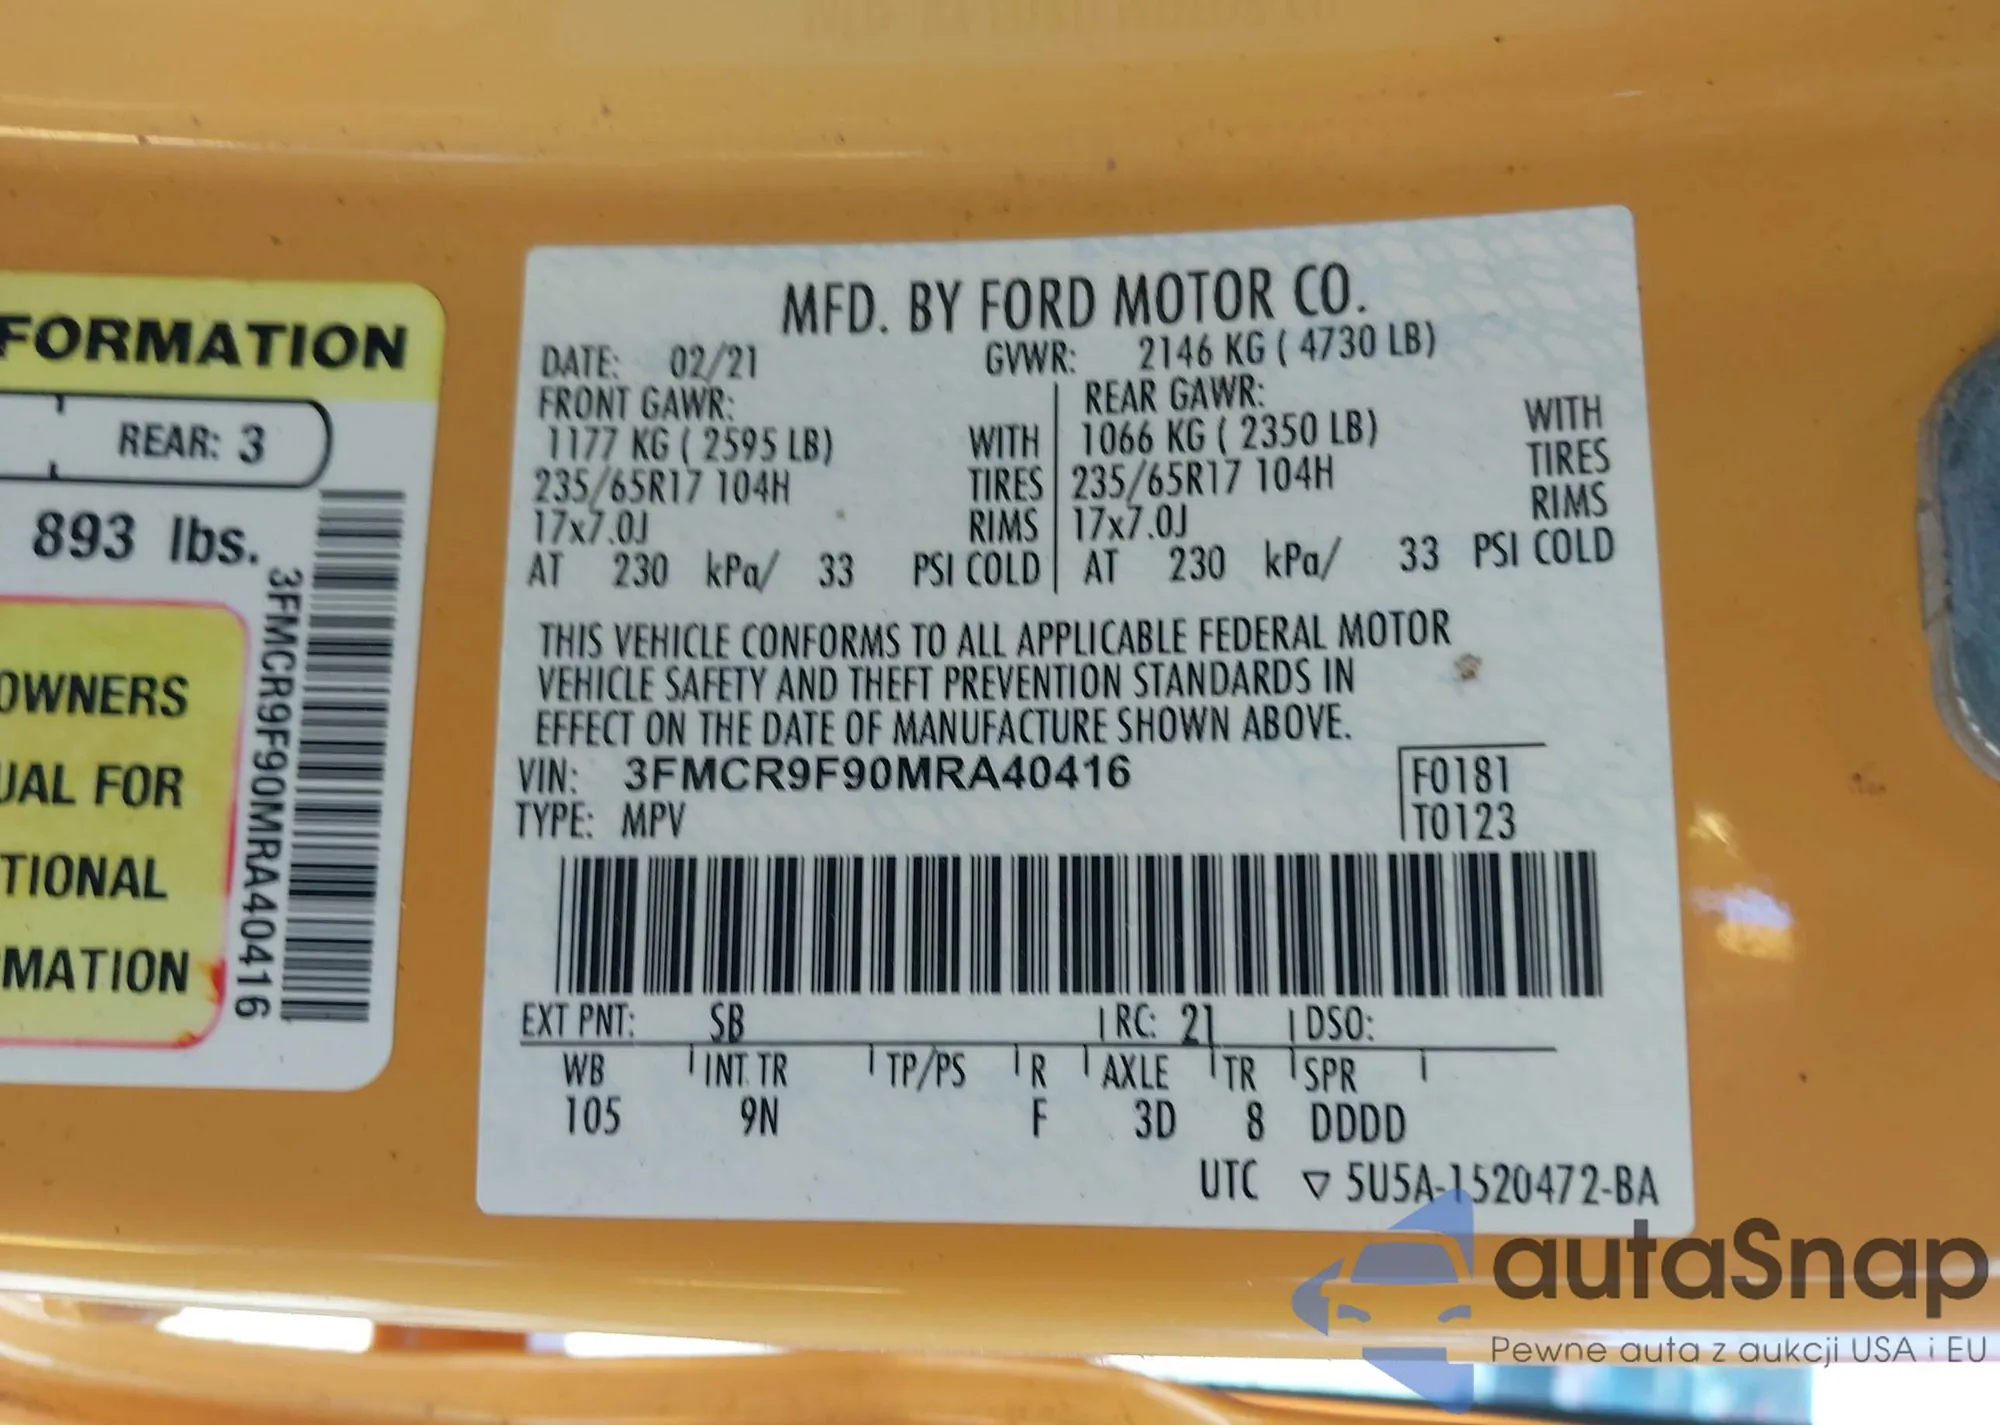 FORMATION
REAR: 3
893 lbs.
OWNERS
UAL FOR
TIONAL
MATION
3FMCR9F90MRA40416
MFD. BY FORD MOTOR CO.
DATE: 02/21 GVWR: 2146 KG ( 4730 LB)
FRONT GAWR: REAR GAWR:
1177 KG ( 2595 LB) WITH 1066 KG ( 2350 LB) WITH
235/65R17 104H TIRES 235/65R17 104H TIRES
17x7.0J RIMS 17x7.0J RIMS
AT 230 kPa/ 33 PSI COLD AT 230 kPa/ 33 PSI COLD
THIS VEHICLE CONFORMS TO ALL APPLICABLE FEDERAL MOTOR
VEHICLE SAFETY AND THEFT PREVENTION STANDARDS IN
EFFECT ON THE DATE OF MANUFACTURE SHOWN ABOVE.
VIN: 3FMCR9F90MRA40416 F0181
TYPE: MPV T0123
EXT PNT: SB RC: 21 DSO:
WB INT. TR TP/PS R AXLE TR SPR
105 9N F 3D 8 DDDD
UTC ▽ 5U5A-1520472-BA
autaSnap
Pewne auta z aukcji USA i EU